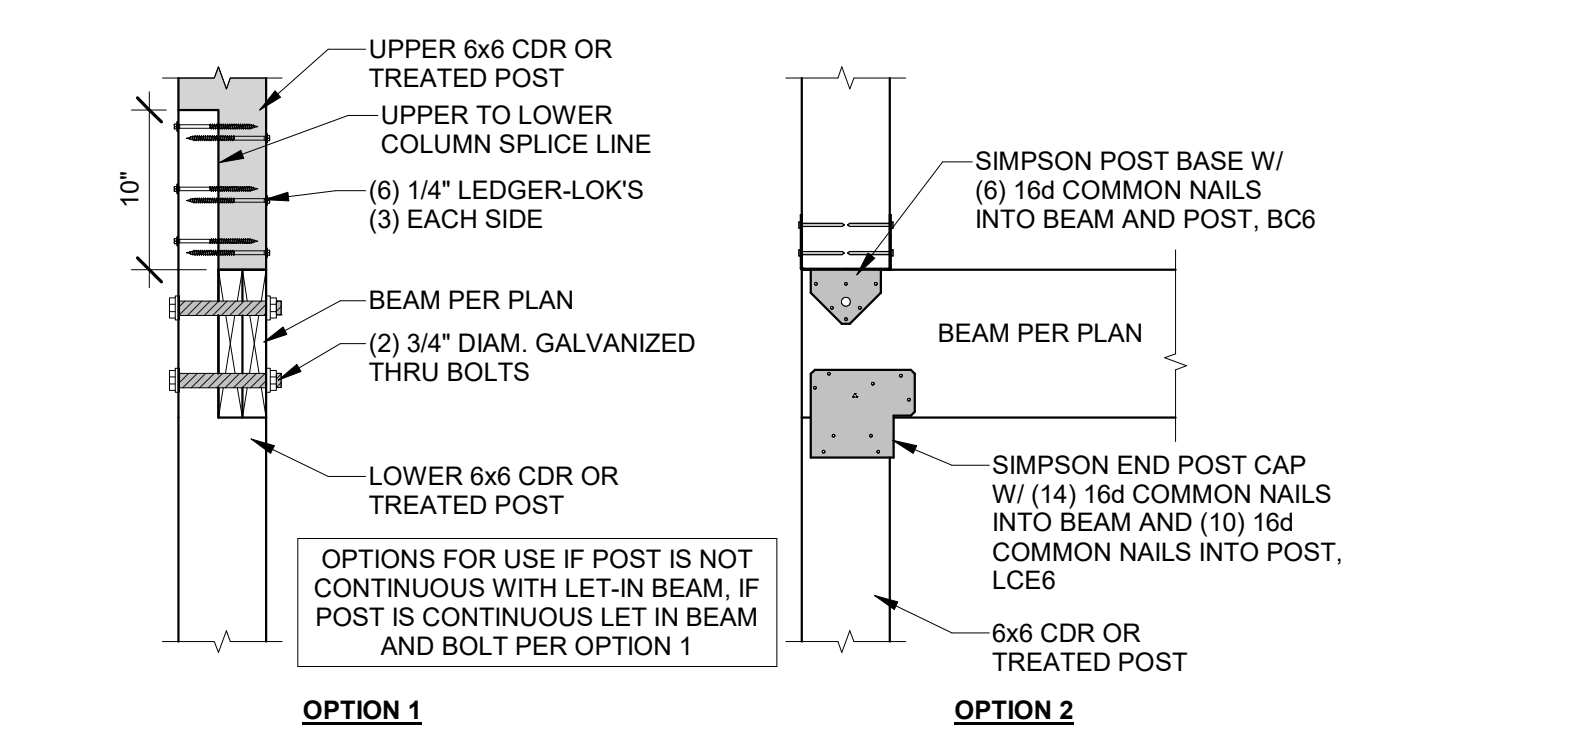 UPPER 6x6 CDR OR
TREATED POST
UPPER TO LOWER
COLUMN SPLICE LINE
10"
(6) 1/4" LEDGER-LOK'S
(3) EACH SIDE
BEAM PER PLAN
(2) 3/4" DIAM. GALVANIZED
THRU BOLTS
LOWER 6x6 CDR OR
TREATED POST
OPTIONS FOR USE IF POST IS NOT
CONTINUOUS WITH LET-IN BEAM, IF
POST IS CONTINUOUS LET IN BEAM
AND BOLT PER OPTION 1
OPTION 1
SIMPSON POST BASE W/
(6) 16d COMMON NAILS
INTO BEAM AND POST, BC6
BEAM PER PLAN
SIMPSON END POST CAP
W/ (14) 16d COMMON NAILS
INTO BEAM AND (10) 16d
COMMON NAILS INTO POST,
LCE6
6x6 CDR OR
TREATED POST
OPTION 2